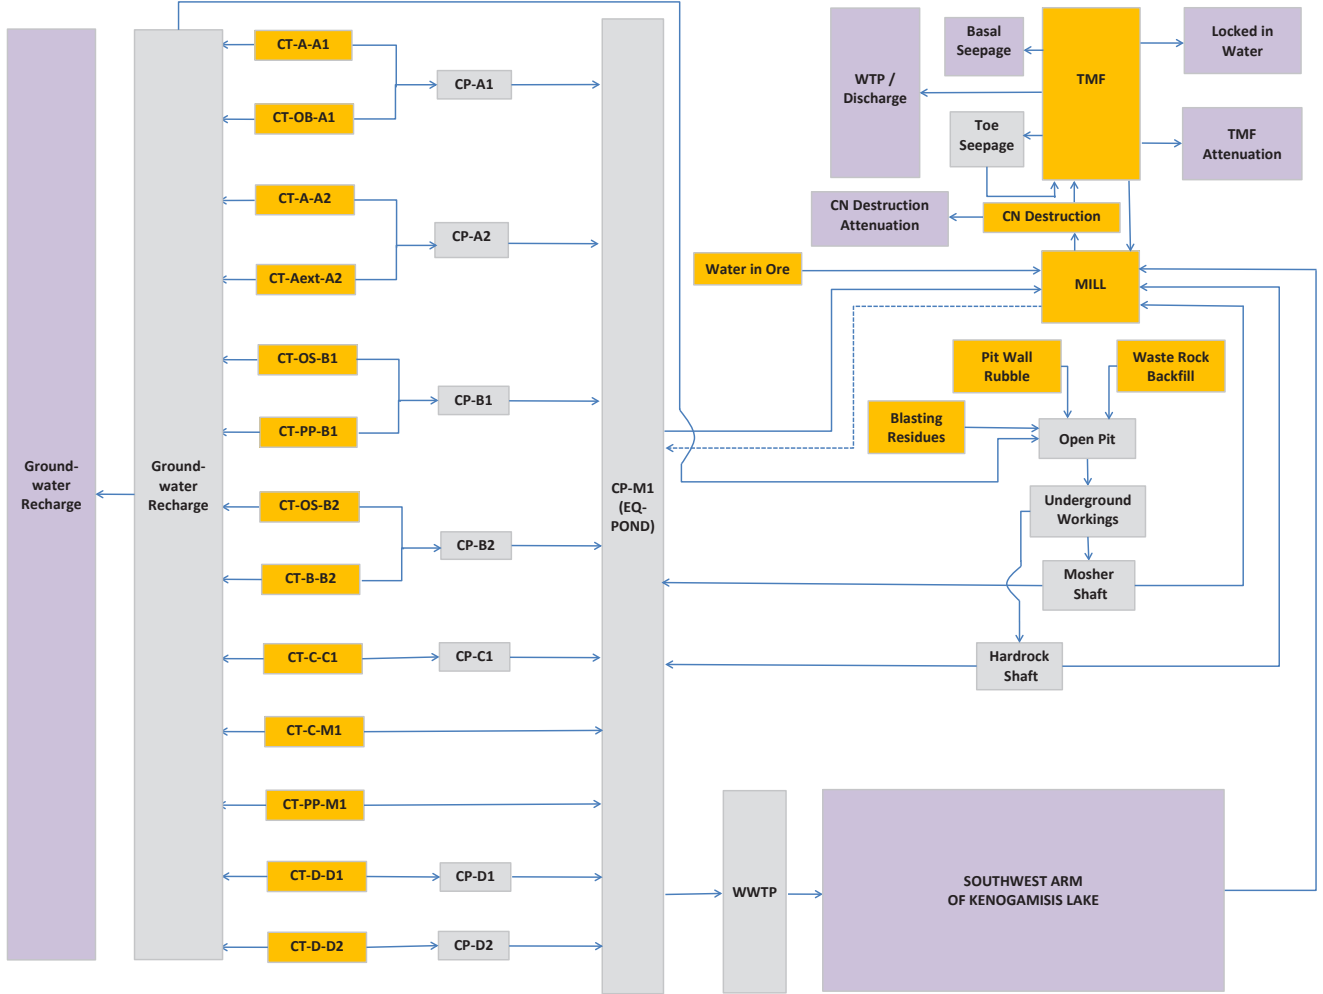 Ground-
water
Recharge
Ground-
water
Recharge
CT-A-A1
CT-OB-A1
CP-A1
CT-A-A2
CT-Aext-A2
CP-A2
CT-OS-B1
CT-PP-B1
CP-B1
CT-OS-B2
CT-B-B2
CP-B2
CT-C-C1
CP-C1
CT-C-M1
CT-PP-M1
CT-D-D1
CP-D1
CT-D-D2
CP-D2
CP-M1
(EQ-
POND)
WTP /
Discharge
Basal
Seepage
TMF
Locked in
Water
Toe
Seepage
TMF
Attenuation
CN Destruction
Attenuation
CN Destruction
Water in Ore
MILL
Pit Wall
Rubble
Waste Rock
Backfill
Blasting
Residues
Open Pit
Underground
Workings
Mosher
Shaft
Hardrock
Shaft
WWTP
SOUTHWEST ARM
OF KENOGAMISIS LAKE